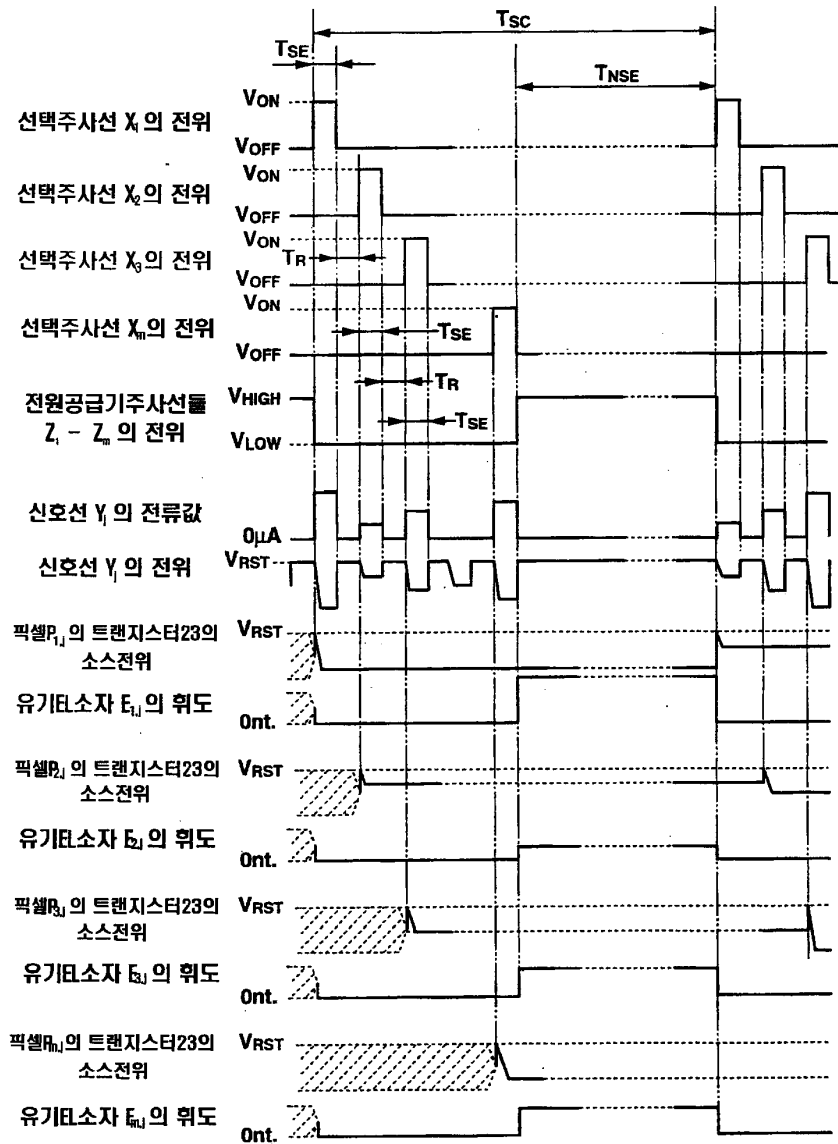 TSC
TSE
TNSE
선택주사선 X₁의 전위
VON
VOFF
선택주사선 X₂의 전위
VON
VOFF
선택주사선 X₃의 전위
TR
VON
VOFF
선택주사선 Xm의 전위
VON
VOFF
TSE
TR
전원공급기주사선들
Z₁ - Zm 의 전위
VHIGH
VLOW
TSE
신호선 Yj 의 전류값
0μA
신호선 Yj 의 전위
VRST
픽셀P1,j 의 트랜지스터23의
소스전위
VRST
유기EL소자 E1,j 의 휘도
0nt.
픽셀P2,j 의 트랜지스터23의
소스전위
VRST
유기EL소자 E2,j 의 휘도
0nt.
픽셀P3,j 의 트랜지스터23의
소스전위
VRST
유기EL소자 E3,j 의 휘도
0nt.
픽셀Pm,j 의 트랜지스터23의
소스전위
VRST
유기EL소자 Em,j 의 휘도
0nt.